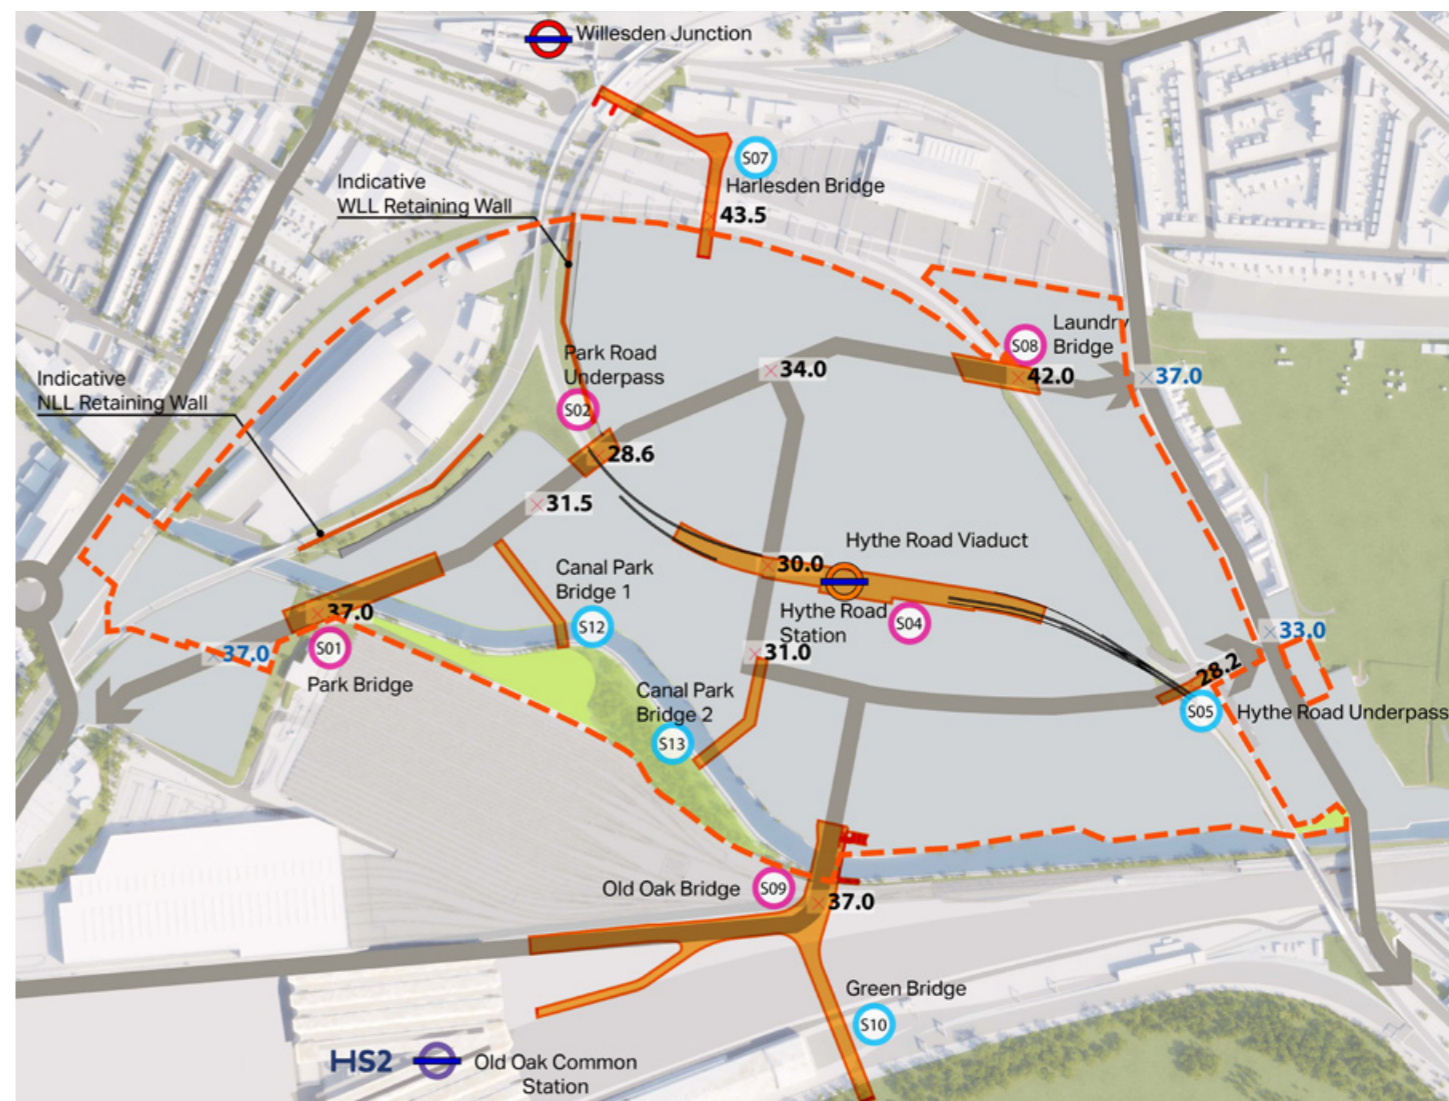 Willesden Junction
S07
Harlesden Bridge
43.5
Indicative
WLL Retaining Wall
Laundry
Bridge
S08
42.0
37.0
34.0
Park Road
Underpass
S02
28.6
31.5
Indicative
NLL Retaining Wall
Hythe Road Viaduct
30.0
Hythe Road
Station
S04
Canal Park
Bridge 1
S12
37.0
S01
37.0
Park Bridge
31.0
33.0
28.2
S05
Hythe Road Underpass
Canal Park
Bridge 2
S13
Old Oak Bridge
S09
37.0
Green Bridge
S10
HS2
Old Oak Common
Station